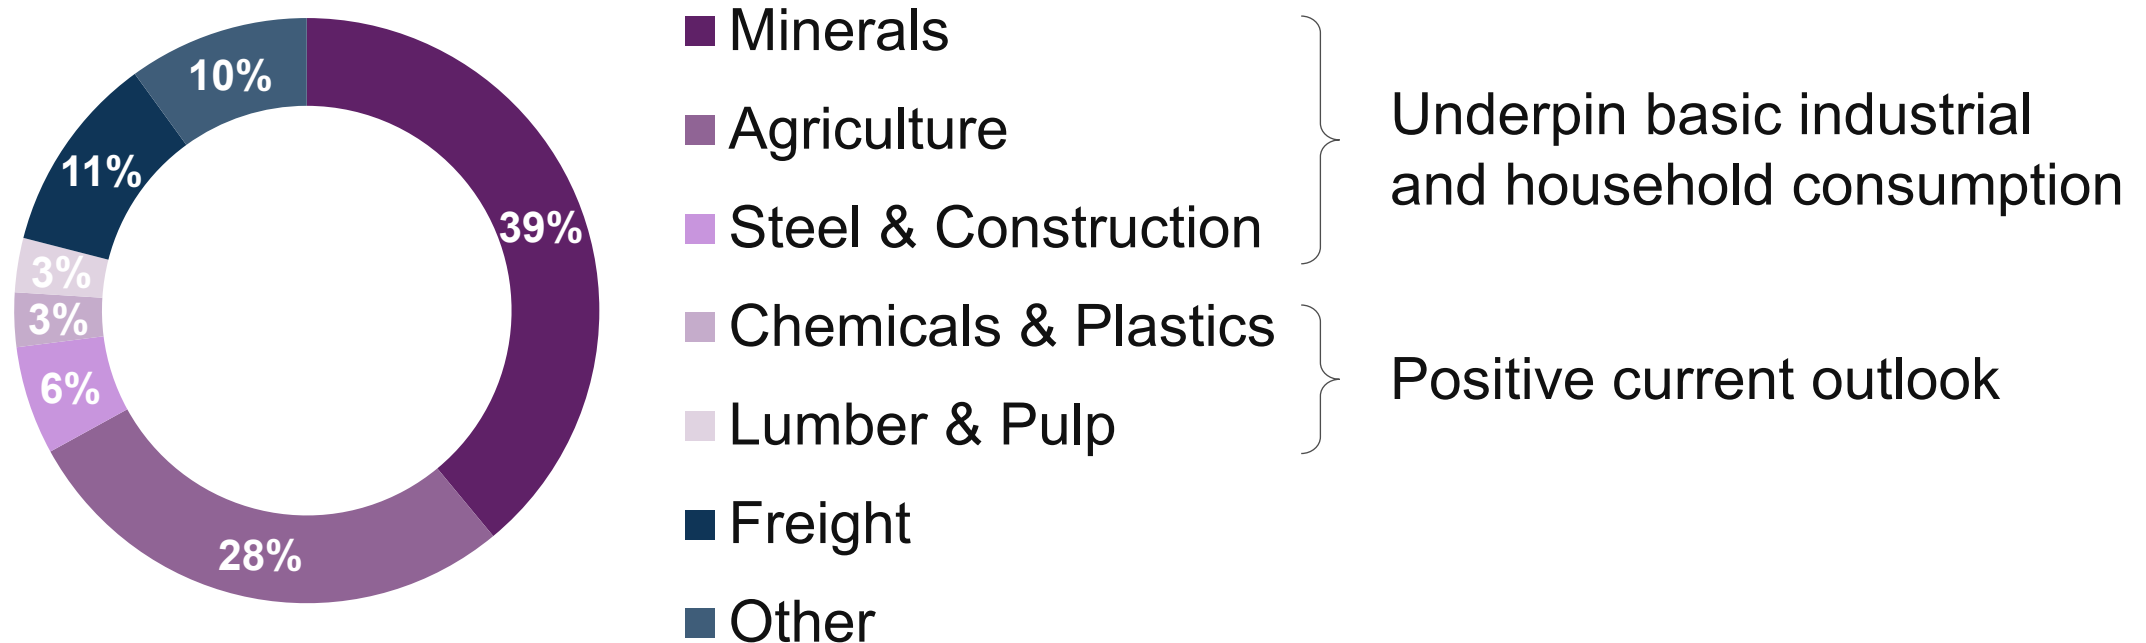 10%
11%
39%
3%
3%
6%
28%
Minerals
Agriculture
Steel & Construction
Chemicals & Plastics
Lumber & Pulp
Freight
Other
Underpin basic industrial
and household consumption
Positive current outlook